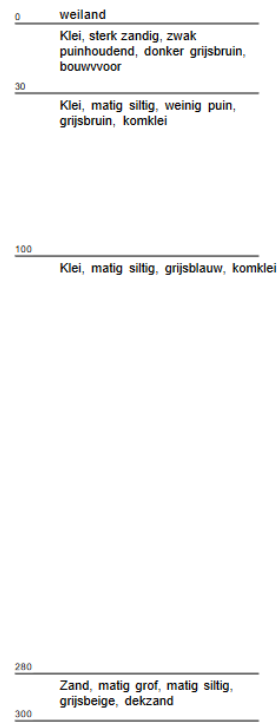 0 weiland
Klei, sterk zandig, zwak
puinhoudend, donker grijsbruin,
bouwvvoor
30
Klei, matig siltig, weinig puin,
grijsbruin, komklei
100
Klei, matig siltig, grijsblauw, komklei
280
Zand, matig grof, matig siltig,
grijsbeige, dekzand
300